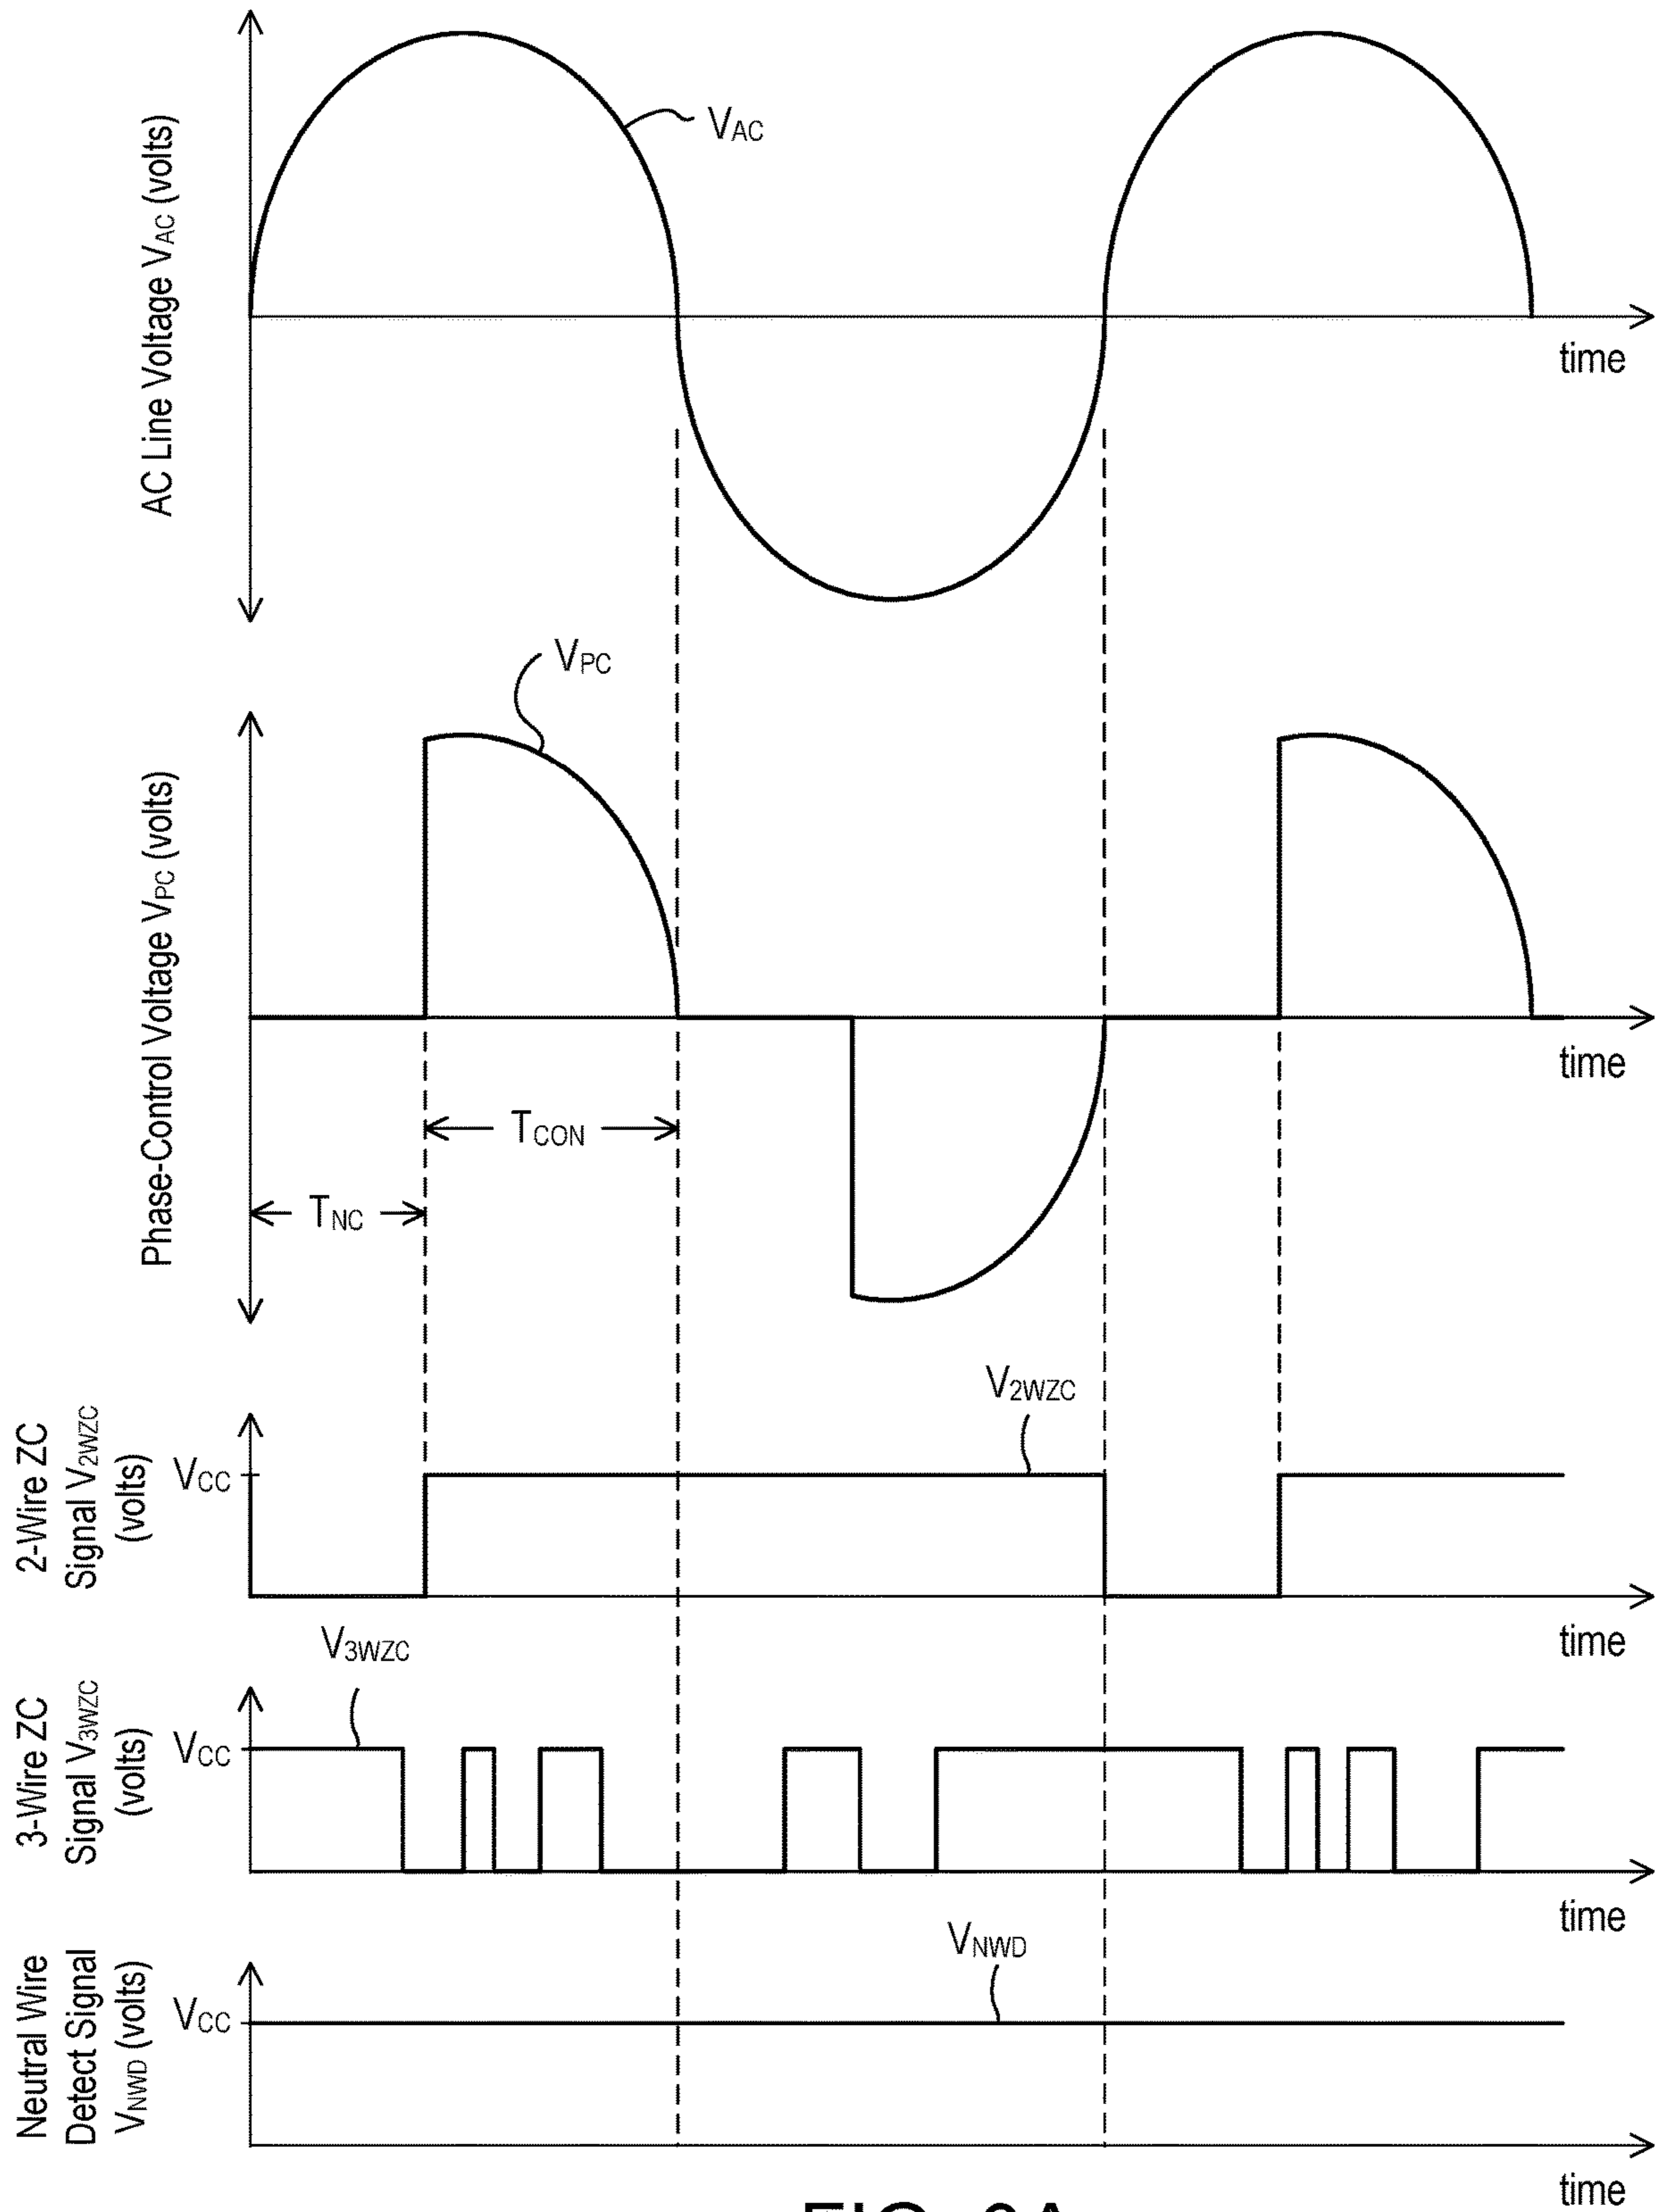 AC Line Voltage VAC (volts)
VAC
time
Phase-Control Voltage VPC (volts)
VPC
TCON
TNC
time
2-Wire ZC
Signal V2WZC
(volts)
VCC
V2WZC
time
3-Wire ZC
Signal V3WZC
(volts)
VCC
V3WZC
time
Neutral Wire
Detect Signal
VNWD (volts)
VCC
VNWD
time